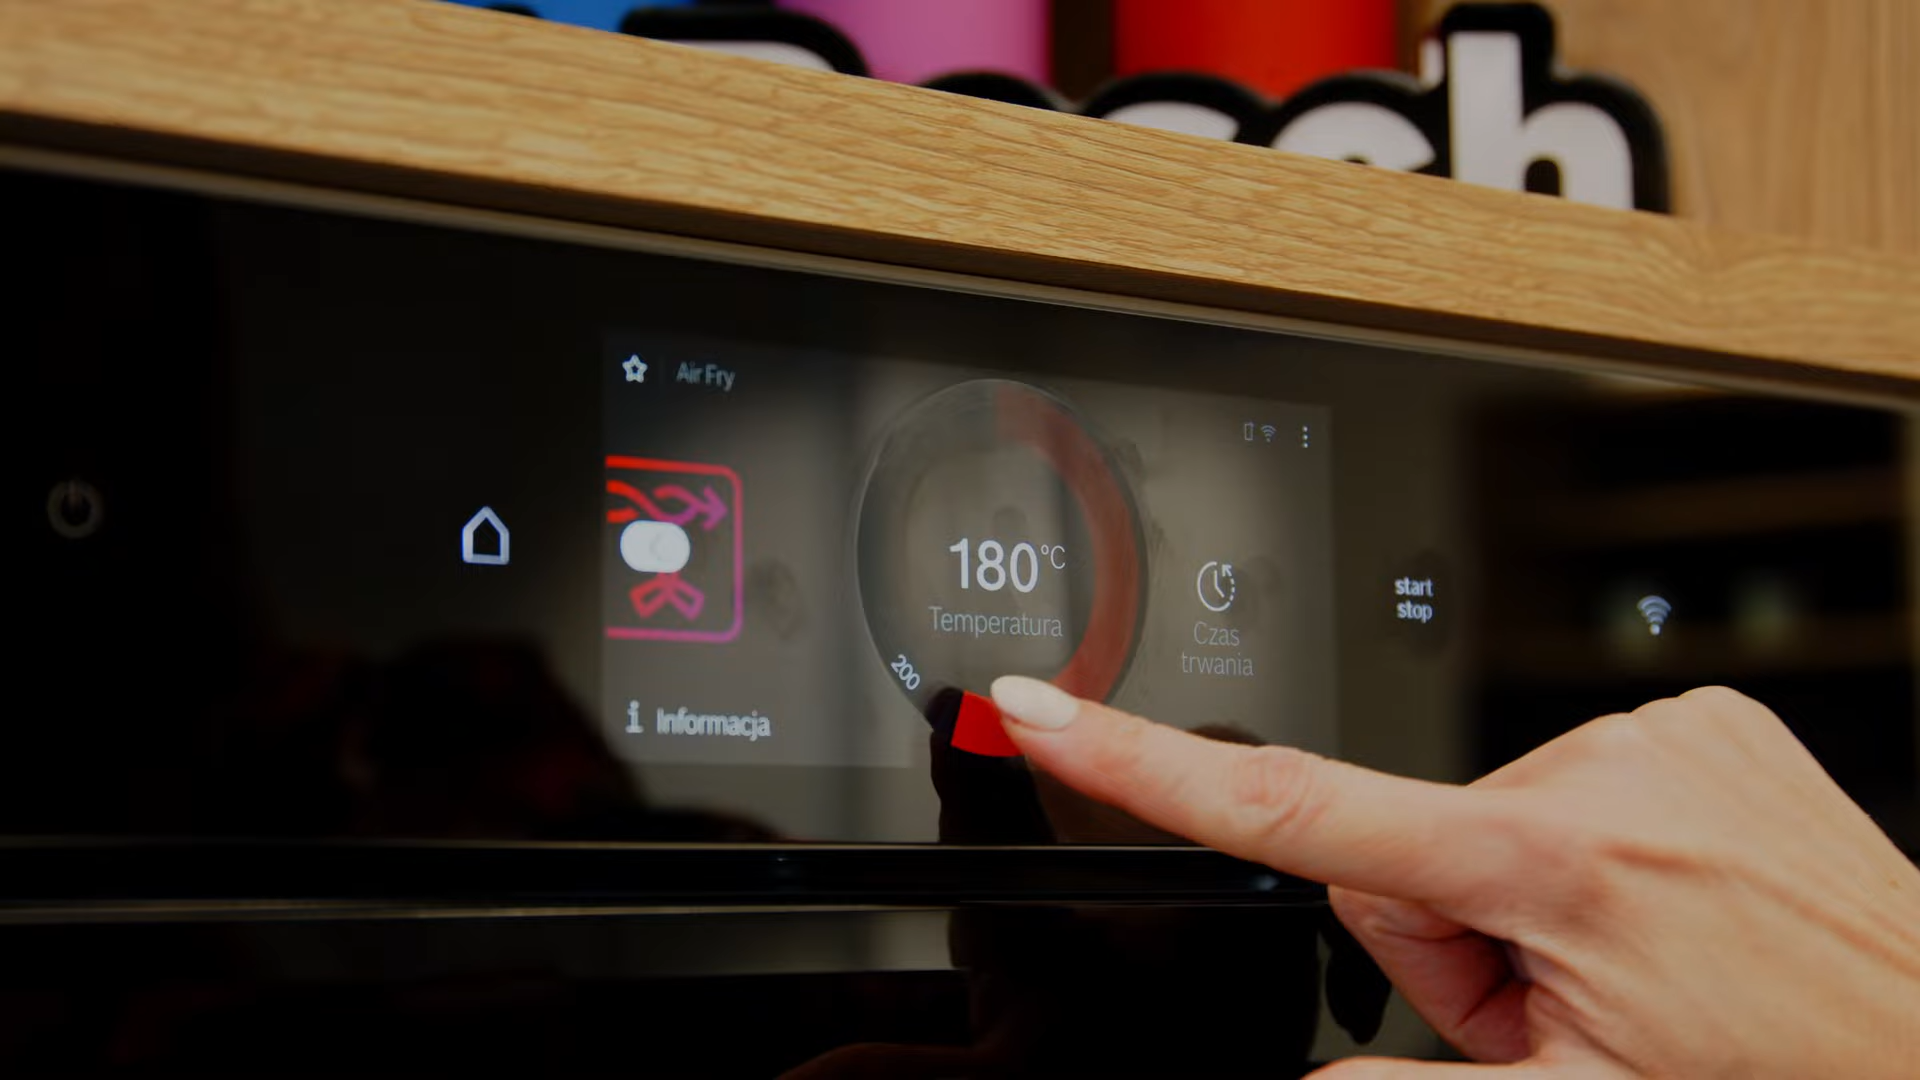 Air Fry
180°C
Temperatura
200
Czas
trwania
start
stop
i Informacja